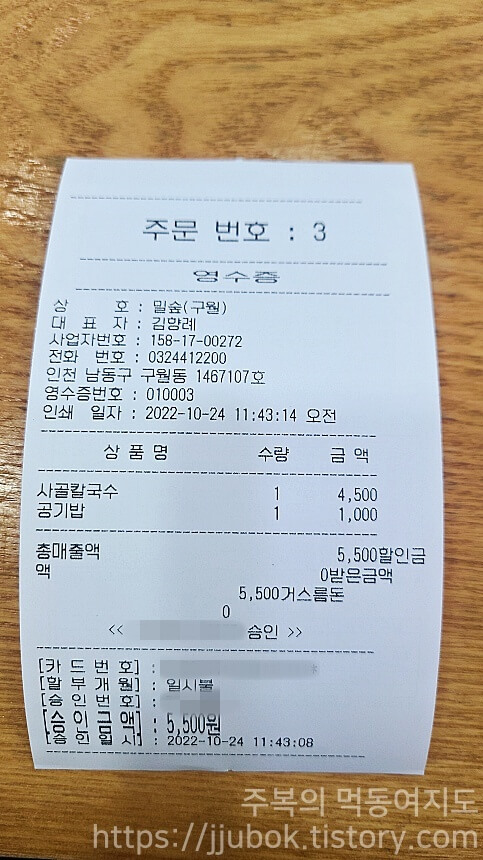 주문 번호 : 3
영수증
상 호 : 밀숲(구월)
대 표 자 : 김향례
사업자번호 : 158-17-00272
전화 번호 : 0324412200
인천 남동구 구월동 1467107호
영수증번호 : 010003
인쇄 일자 : 2022-10-24 11:43:14 오전
상 품 명 수량 금 액
사골칼국수 1 4,500
공기밥 1 1,000
총매출액 5,500할인금
액 0받은금액
5,500거스름돈
0
<< 승인 >>
[카 드 번 호] :
[할 부 개 월] : 일시불
[승 인 번 호] :
[승 인 금 액] : 5,500원
[승 인 일 시] : 2022-10-24 11:43:08
주복의 먹동여지도
https://jjubok.tistory.com